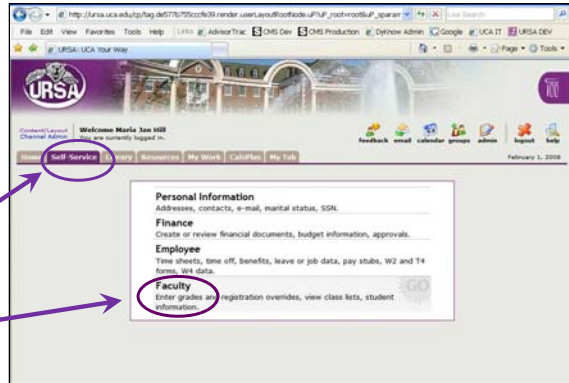 http://ursa.uca.edu/cp/tag.de577b755cccfe39.render.userLayoutRootNode.uP?uP_root=root&uP_sparam
Live Search
File Edit View Favorites Tools Help Links AdvisorTrac CMS Dev CMS Production DyKnow Admin Google UCA IT URSA DEV
URSA: UCA Your Way
Page Tools
URSA
Content/Layout
Channel Admin
Welcome Maria Jan Hill
You are currently logged in.
feedback email calendar groups admin logout help
Home Self-Service Library Resources My Work CalsPlus My Tab February 1, 2008
Personal Information
Addresses, contacts, e-mail, marital status, SSN.
Finance
Create or review financial documents, budget information, approvals.
Employee
Time sheets, time off, benefits, leave or job data, pay stubs, W2 and T4
forms, W4 data.
Faculty
GO
Enter grades and registration overrides, view class lists, student
information.